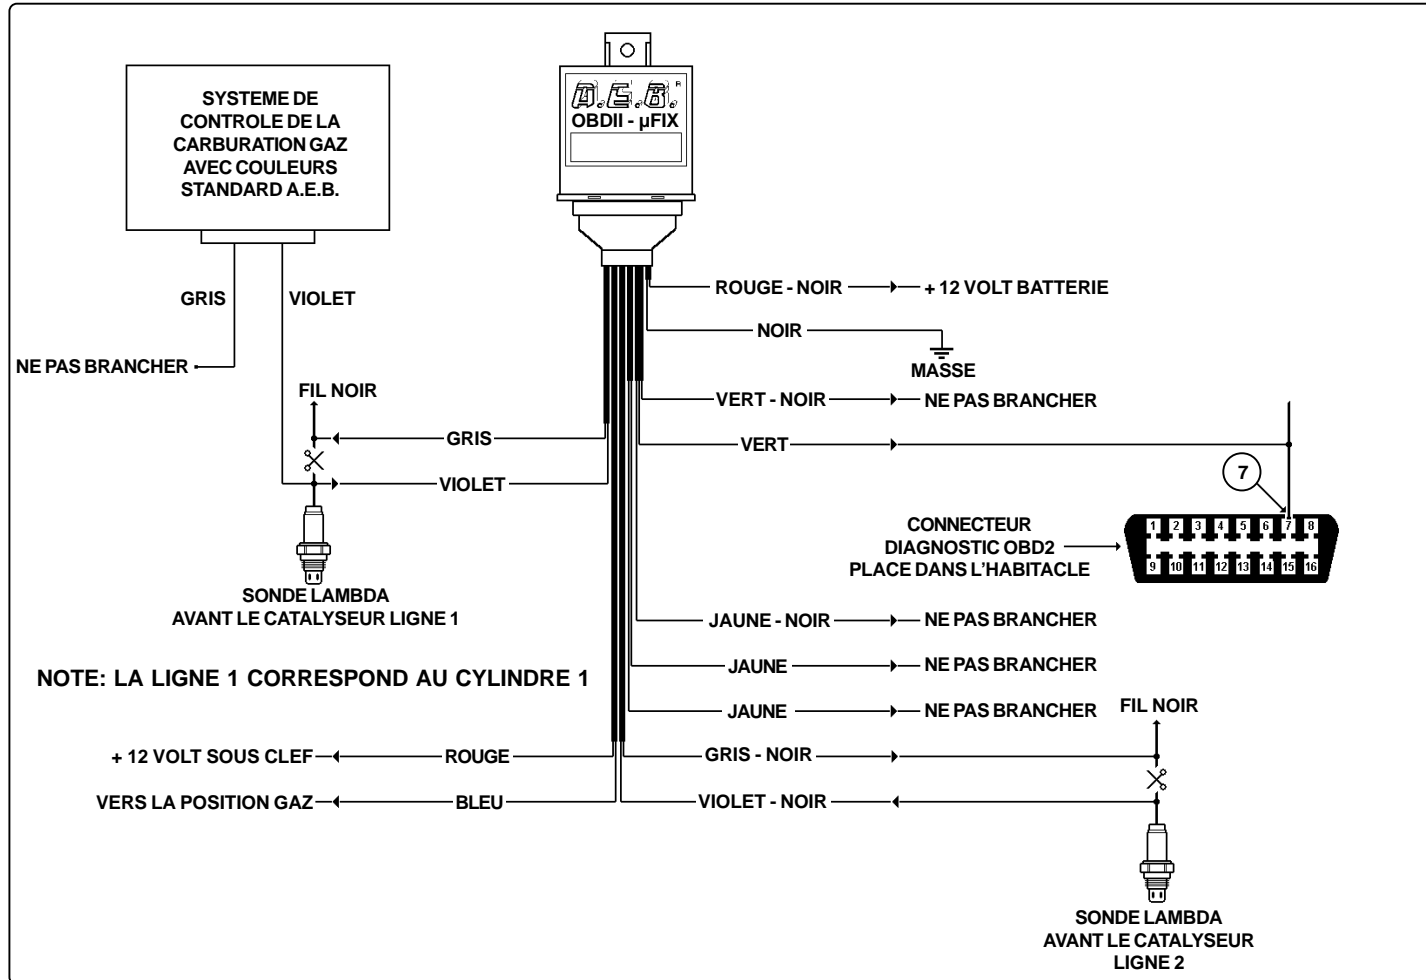 SYSTEME DE
CONTROLE DE LA
CARBURATION GAZ
AVEC COULEURS
STANDARD A.E.B.
A.E.B. R
OBDII - µFIX
GRIS
VIOLET
NE PAS BRANCHER
FIL NOIR
GRIS
VIOLET
SONDE LAMBDA
AVANT LE CATALYSEUR LIGNE 1
NOTE: LA LIGNE 1 CORRESPOND AU CYLINDRE 1
ROUGE - NOIR
+ 12 VOLT BATTERIE
NOIR
MASSE
VERT - NOIR
NE PAS BRANCHER
VERT
7
CONNECTEUR
DIAGNOSTIC OBD2
PLACE DANS L'HABITACLE
1 2 3 4 5 6 7 8
9 10 11 12 13 14 15 16
JAUNE - NOIR
NE PAS BRANCHER
JAUNE
NE PAS BRANCHER
JAUNE
NE PAS BRANCHER
+ 12 VOLT SOUS CLEF
ROUGE
GRIS - NOIR
FIL NOIR
VERS LA POSITION GAZ
BLEU
VIOLET - NOIR
SONDE LAMBDA
AVANT LE CATALYSEUR
LIGNE 2